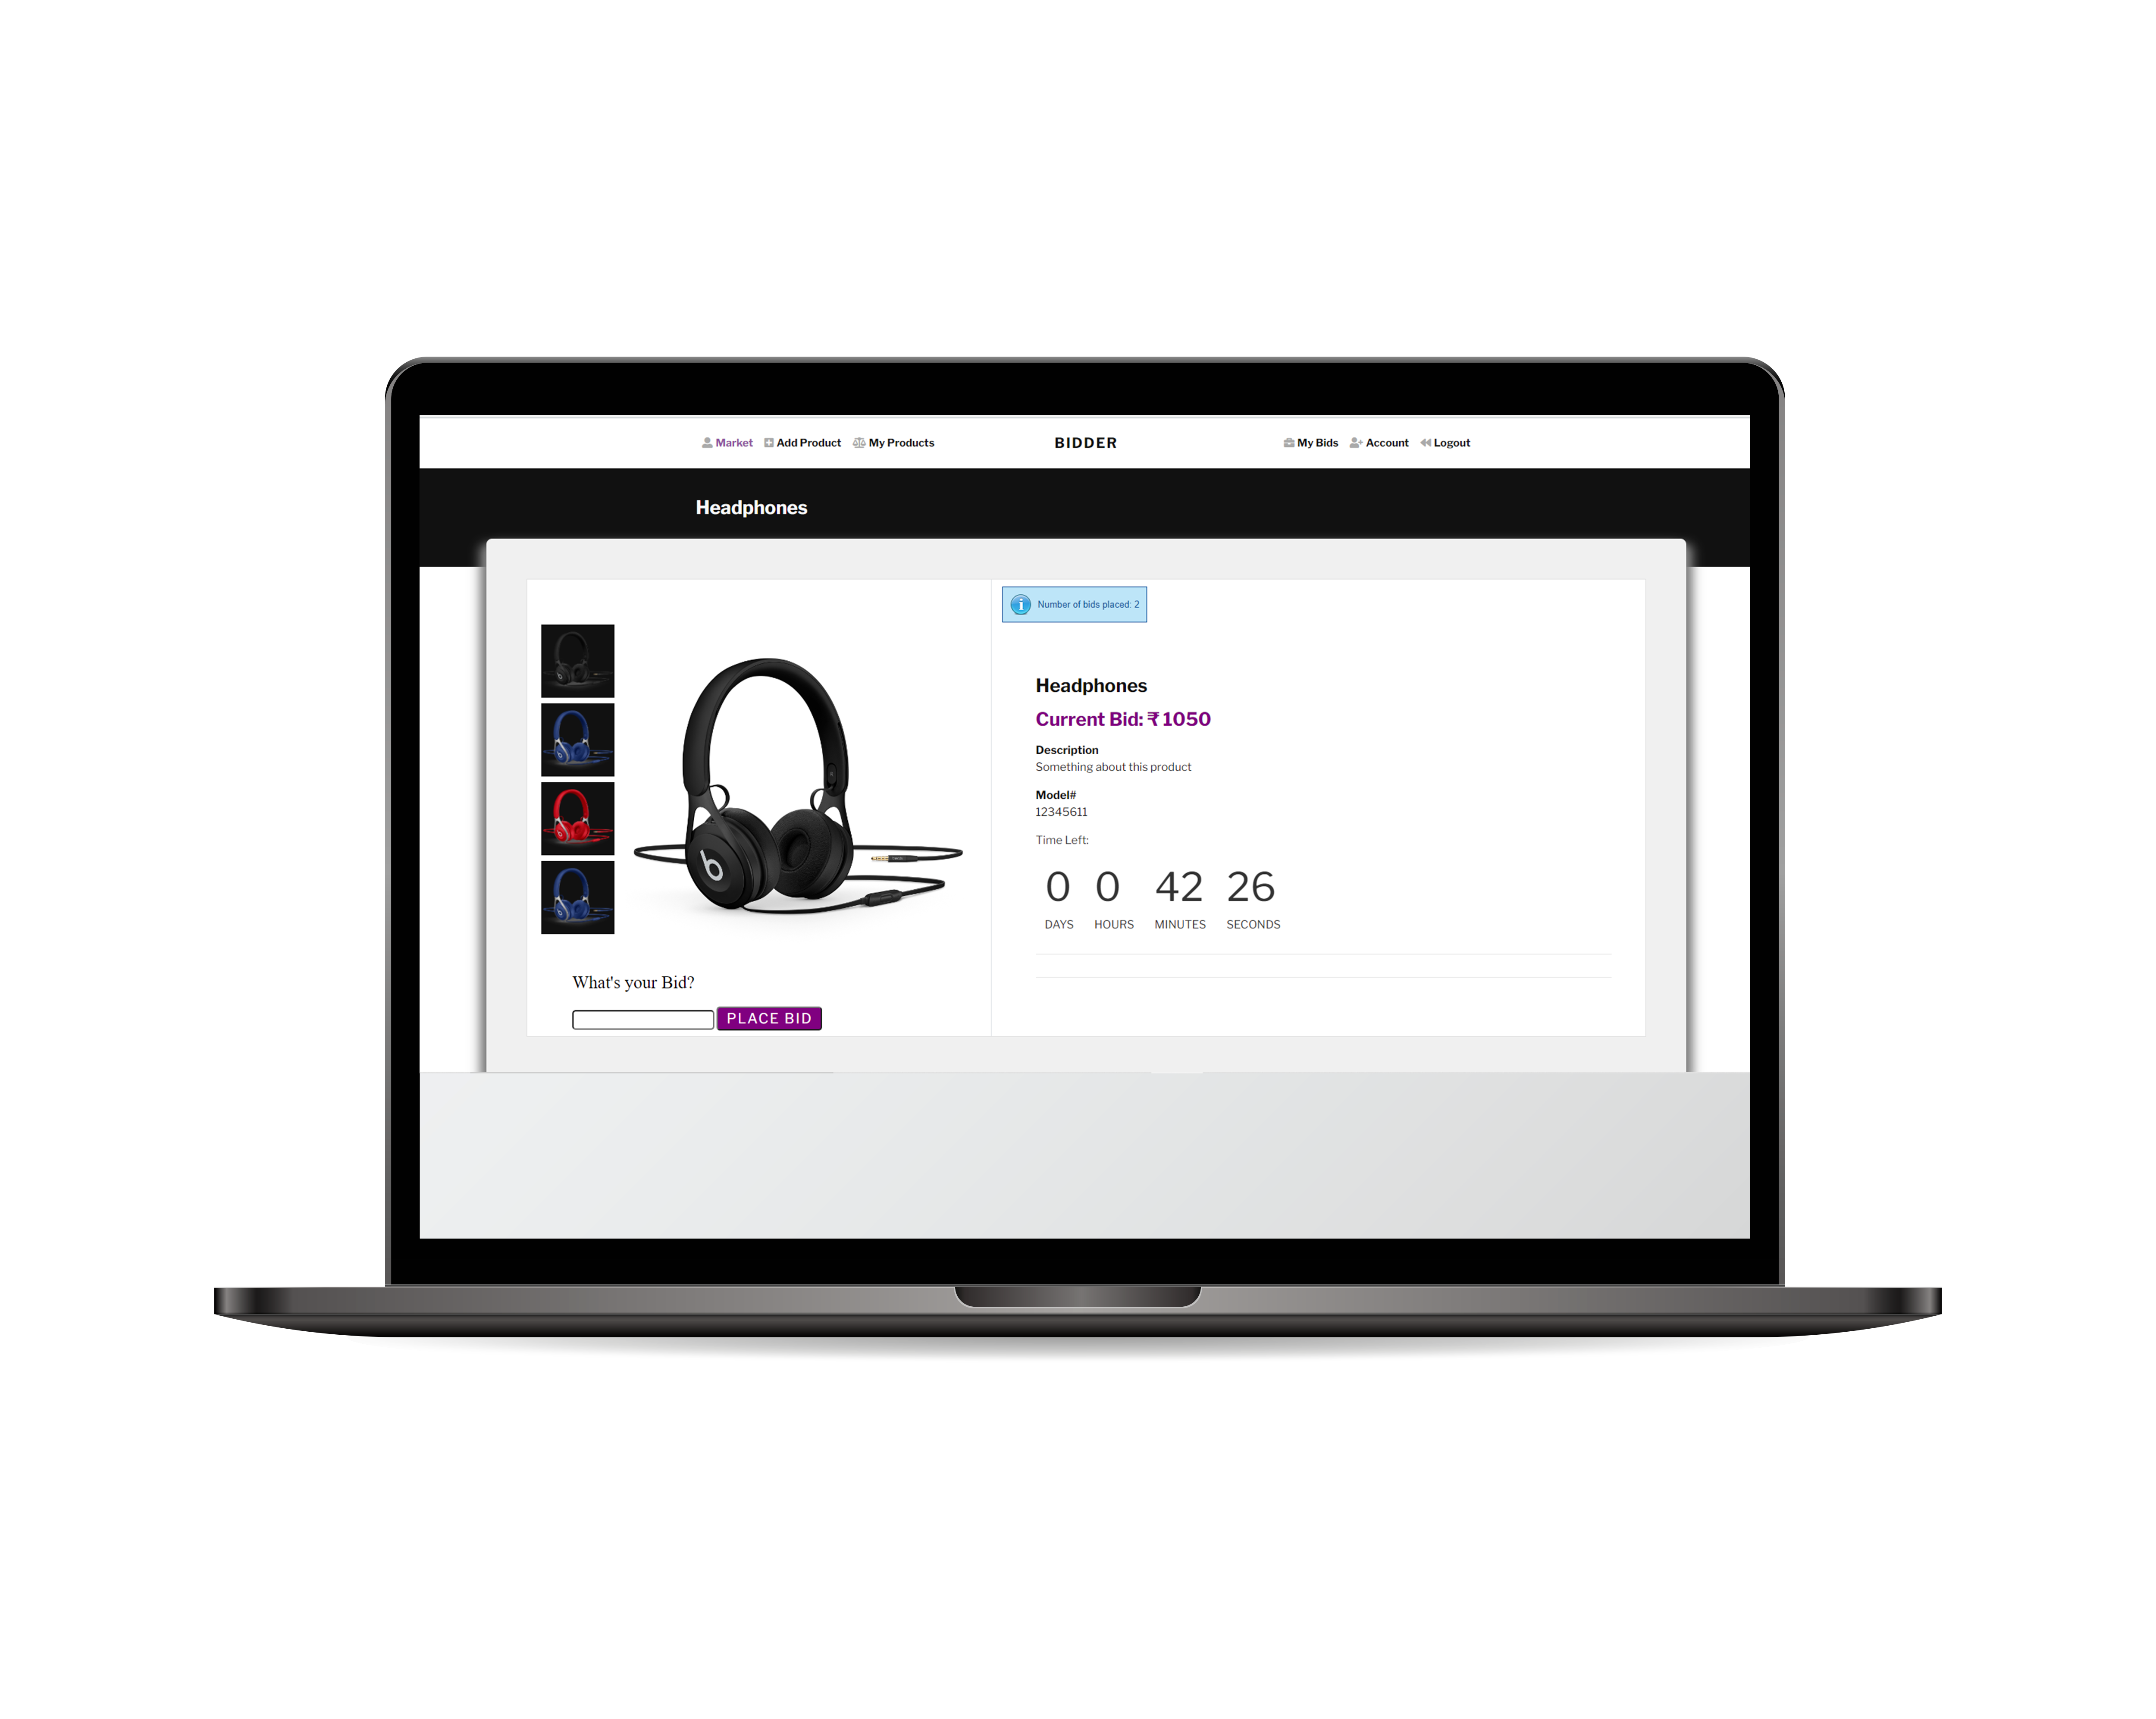 Market Add Product My Products BIDDER My Bids Account Logout
Headphones
Number of bids placed: 2
Headphones
Current Bid: ₹ 1050
Description
Something about this product
Model#
12345611
Time Left:
0 0 42 26
DAYS HOURS MINUTES SECONDS
What's your Bid?
PLACE BID